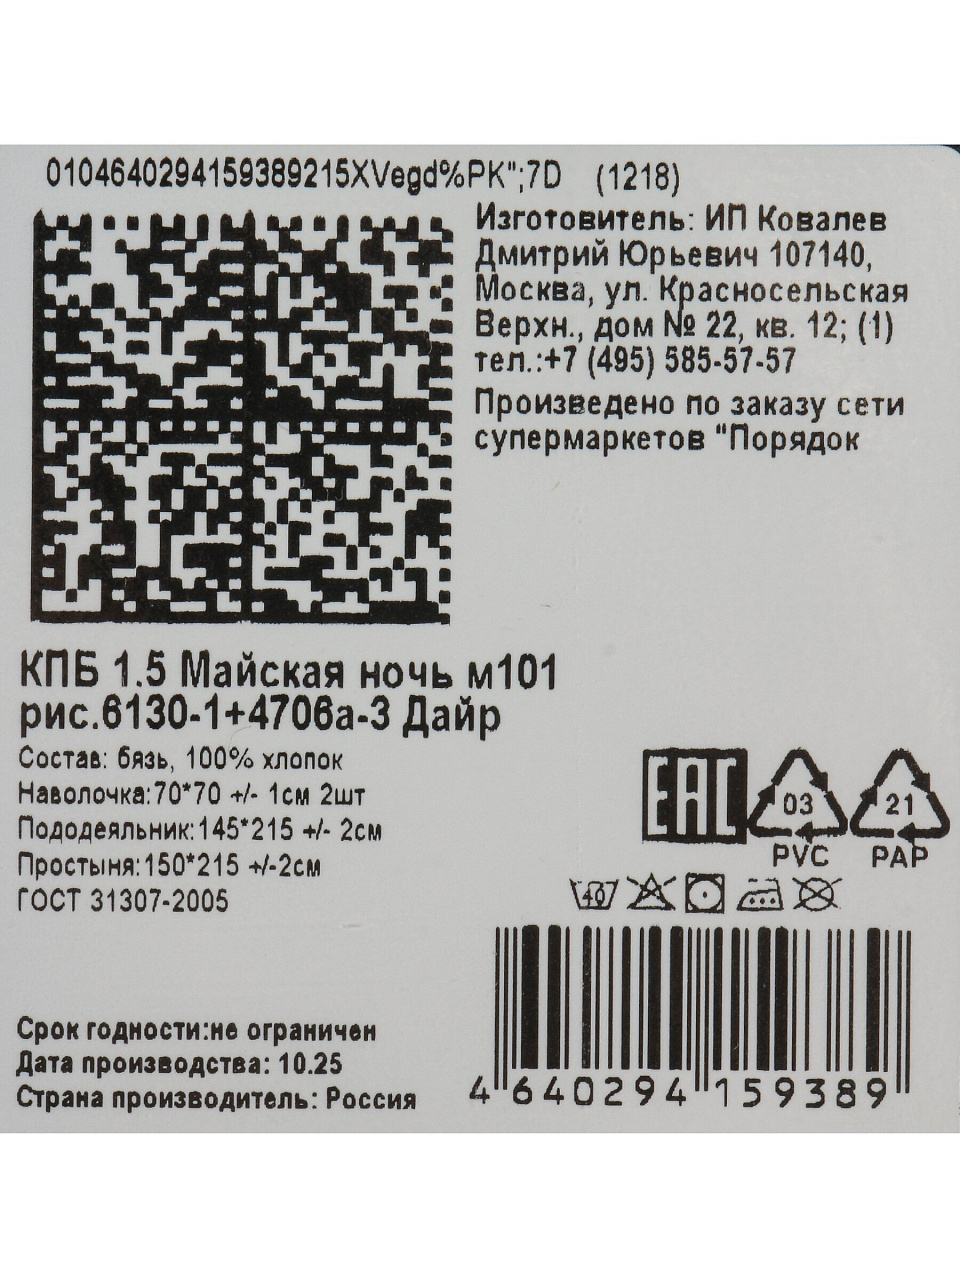 0104640294159389215XVegd%PK";7D (1218)
Изготовитель: ИП Ковалев
Дмитрий Юрьевич 107140,
Москва, ул. Красносельская
Верхн., дом № 22, кв. 12; (1)
тел.:+7 (495) 585-57-57
Произведено по заказу сети
супермаркетов "Порядок
КПБ 1.5 Майская ночь м101
рис.6130-1+4706а-3 Дайр
Состав: бязь, 100% хлопок
Наволочка:70*70 +/- 1см 2шт
Пододеяльник:145*215 +/- 2см
Простыня:150*215 +/-2см
ГОСТ 31307-2005
EAC
03
PVC
21
PAP
40
Срок годности:не ограничен
Дата производства: 10.25
Страна производитель: Россия
4 640294 159389